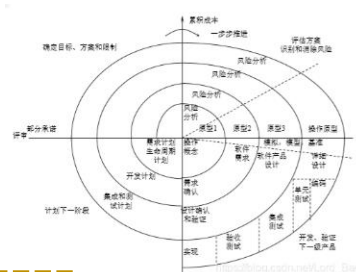 累积成本
一步步推进
确定目标、方案和限制
评估方案
识别和消除风险
风险分析
风险分析
风险分析
风险
分析
部分承诺
评审
原型1
原型2
原型3
操作原型
需求计划
生命周期
计划
操作
概念
模拟、模型
基准
软件
需求
软件产品
设计
详细
设计
开发计划
需求
确认
单元
测试
编码
集成和测
试计划
设计确认
和验证
集成
测试
计划下一阶段
验收
测试
实现
开发、验证
下一级产品